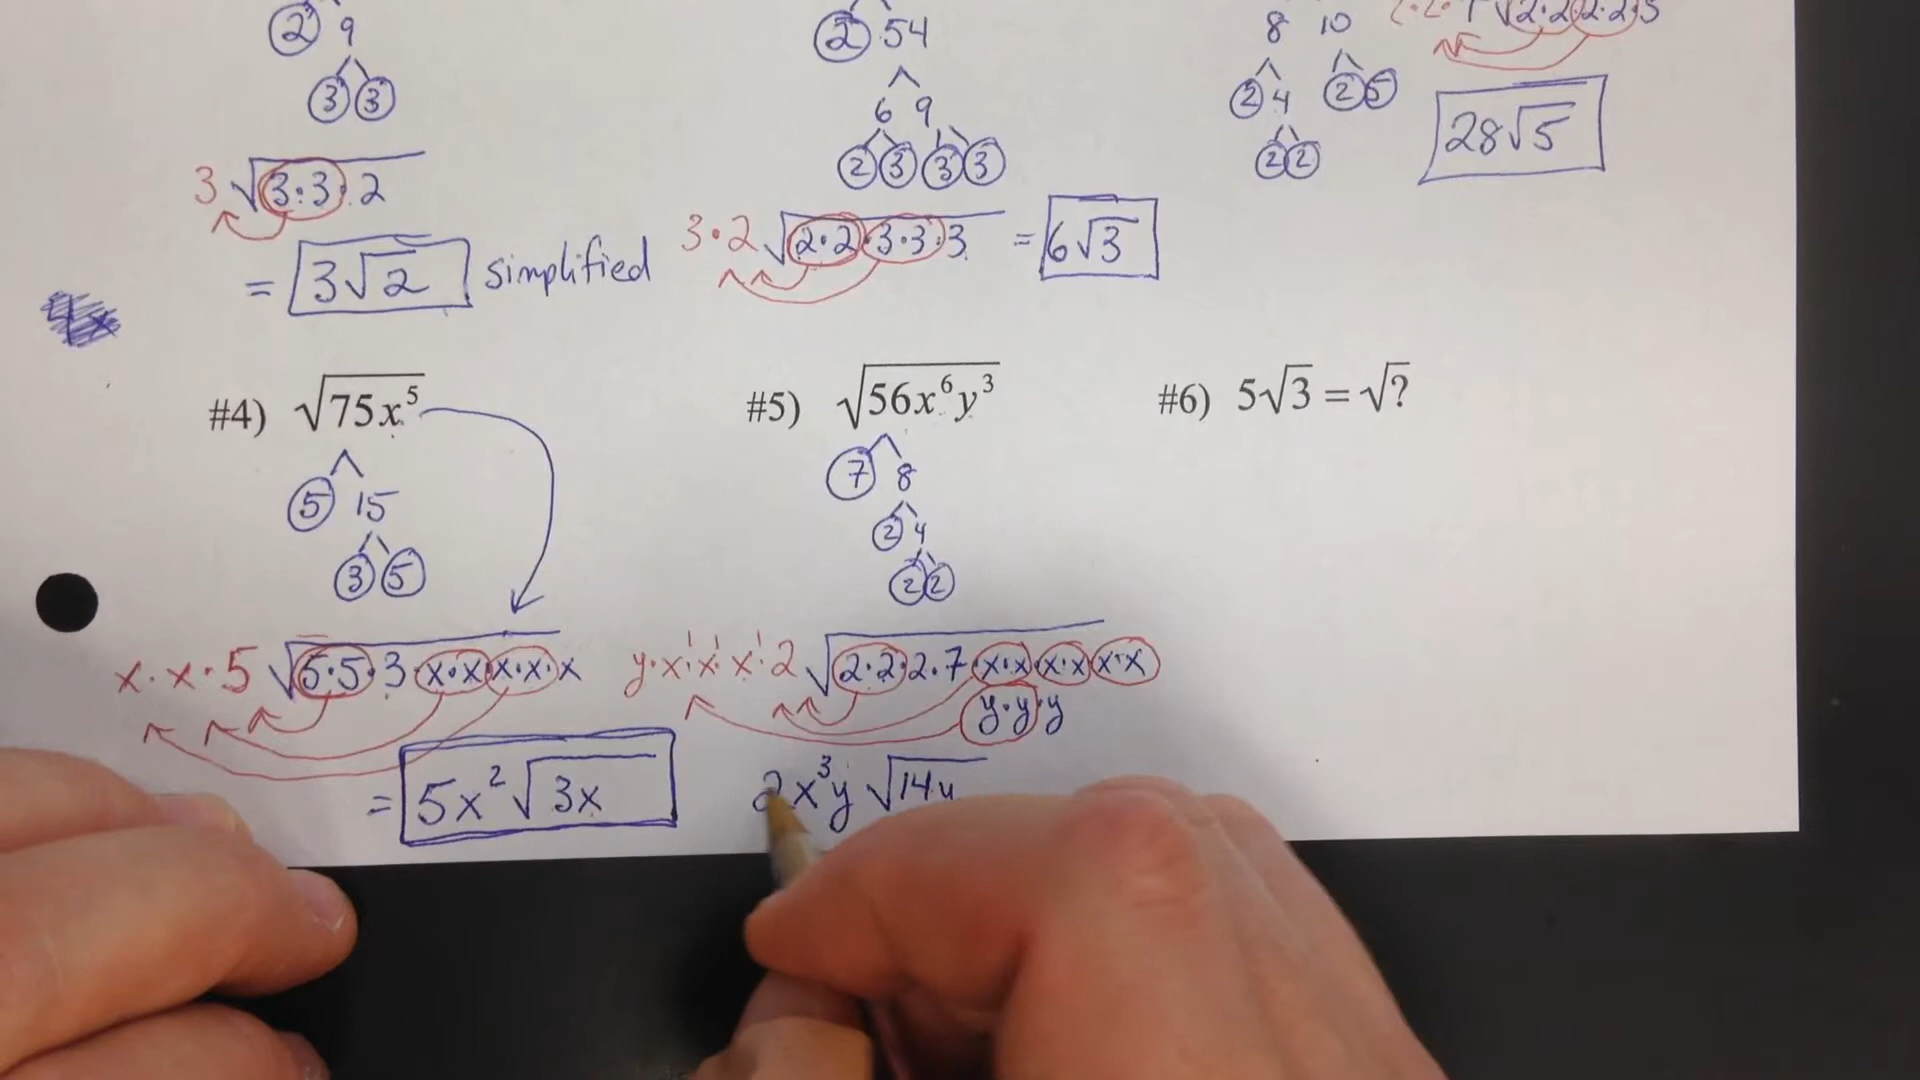 2 9
3 3
3 √3·3·2
= 3√2 simplified
2 54
6 9
2 3 3 3
3·2 √2·2·3·3·3 = 6√3
8 10
2 4 2 5
2 2
28√5
#4) √75x⁵
5 15
3 5
x·x·5 √5·5·3·x·x·x·x·x
= 5x²√3x
#5) √56x⁶y³
7 8
2 4
2 2
y·x·x·x·2 √2·2·2·7·x·x·x·x·x·x
y·y·y
2x³y √14y
#6) 5√3 = √?